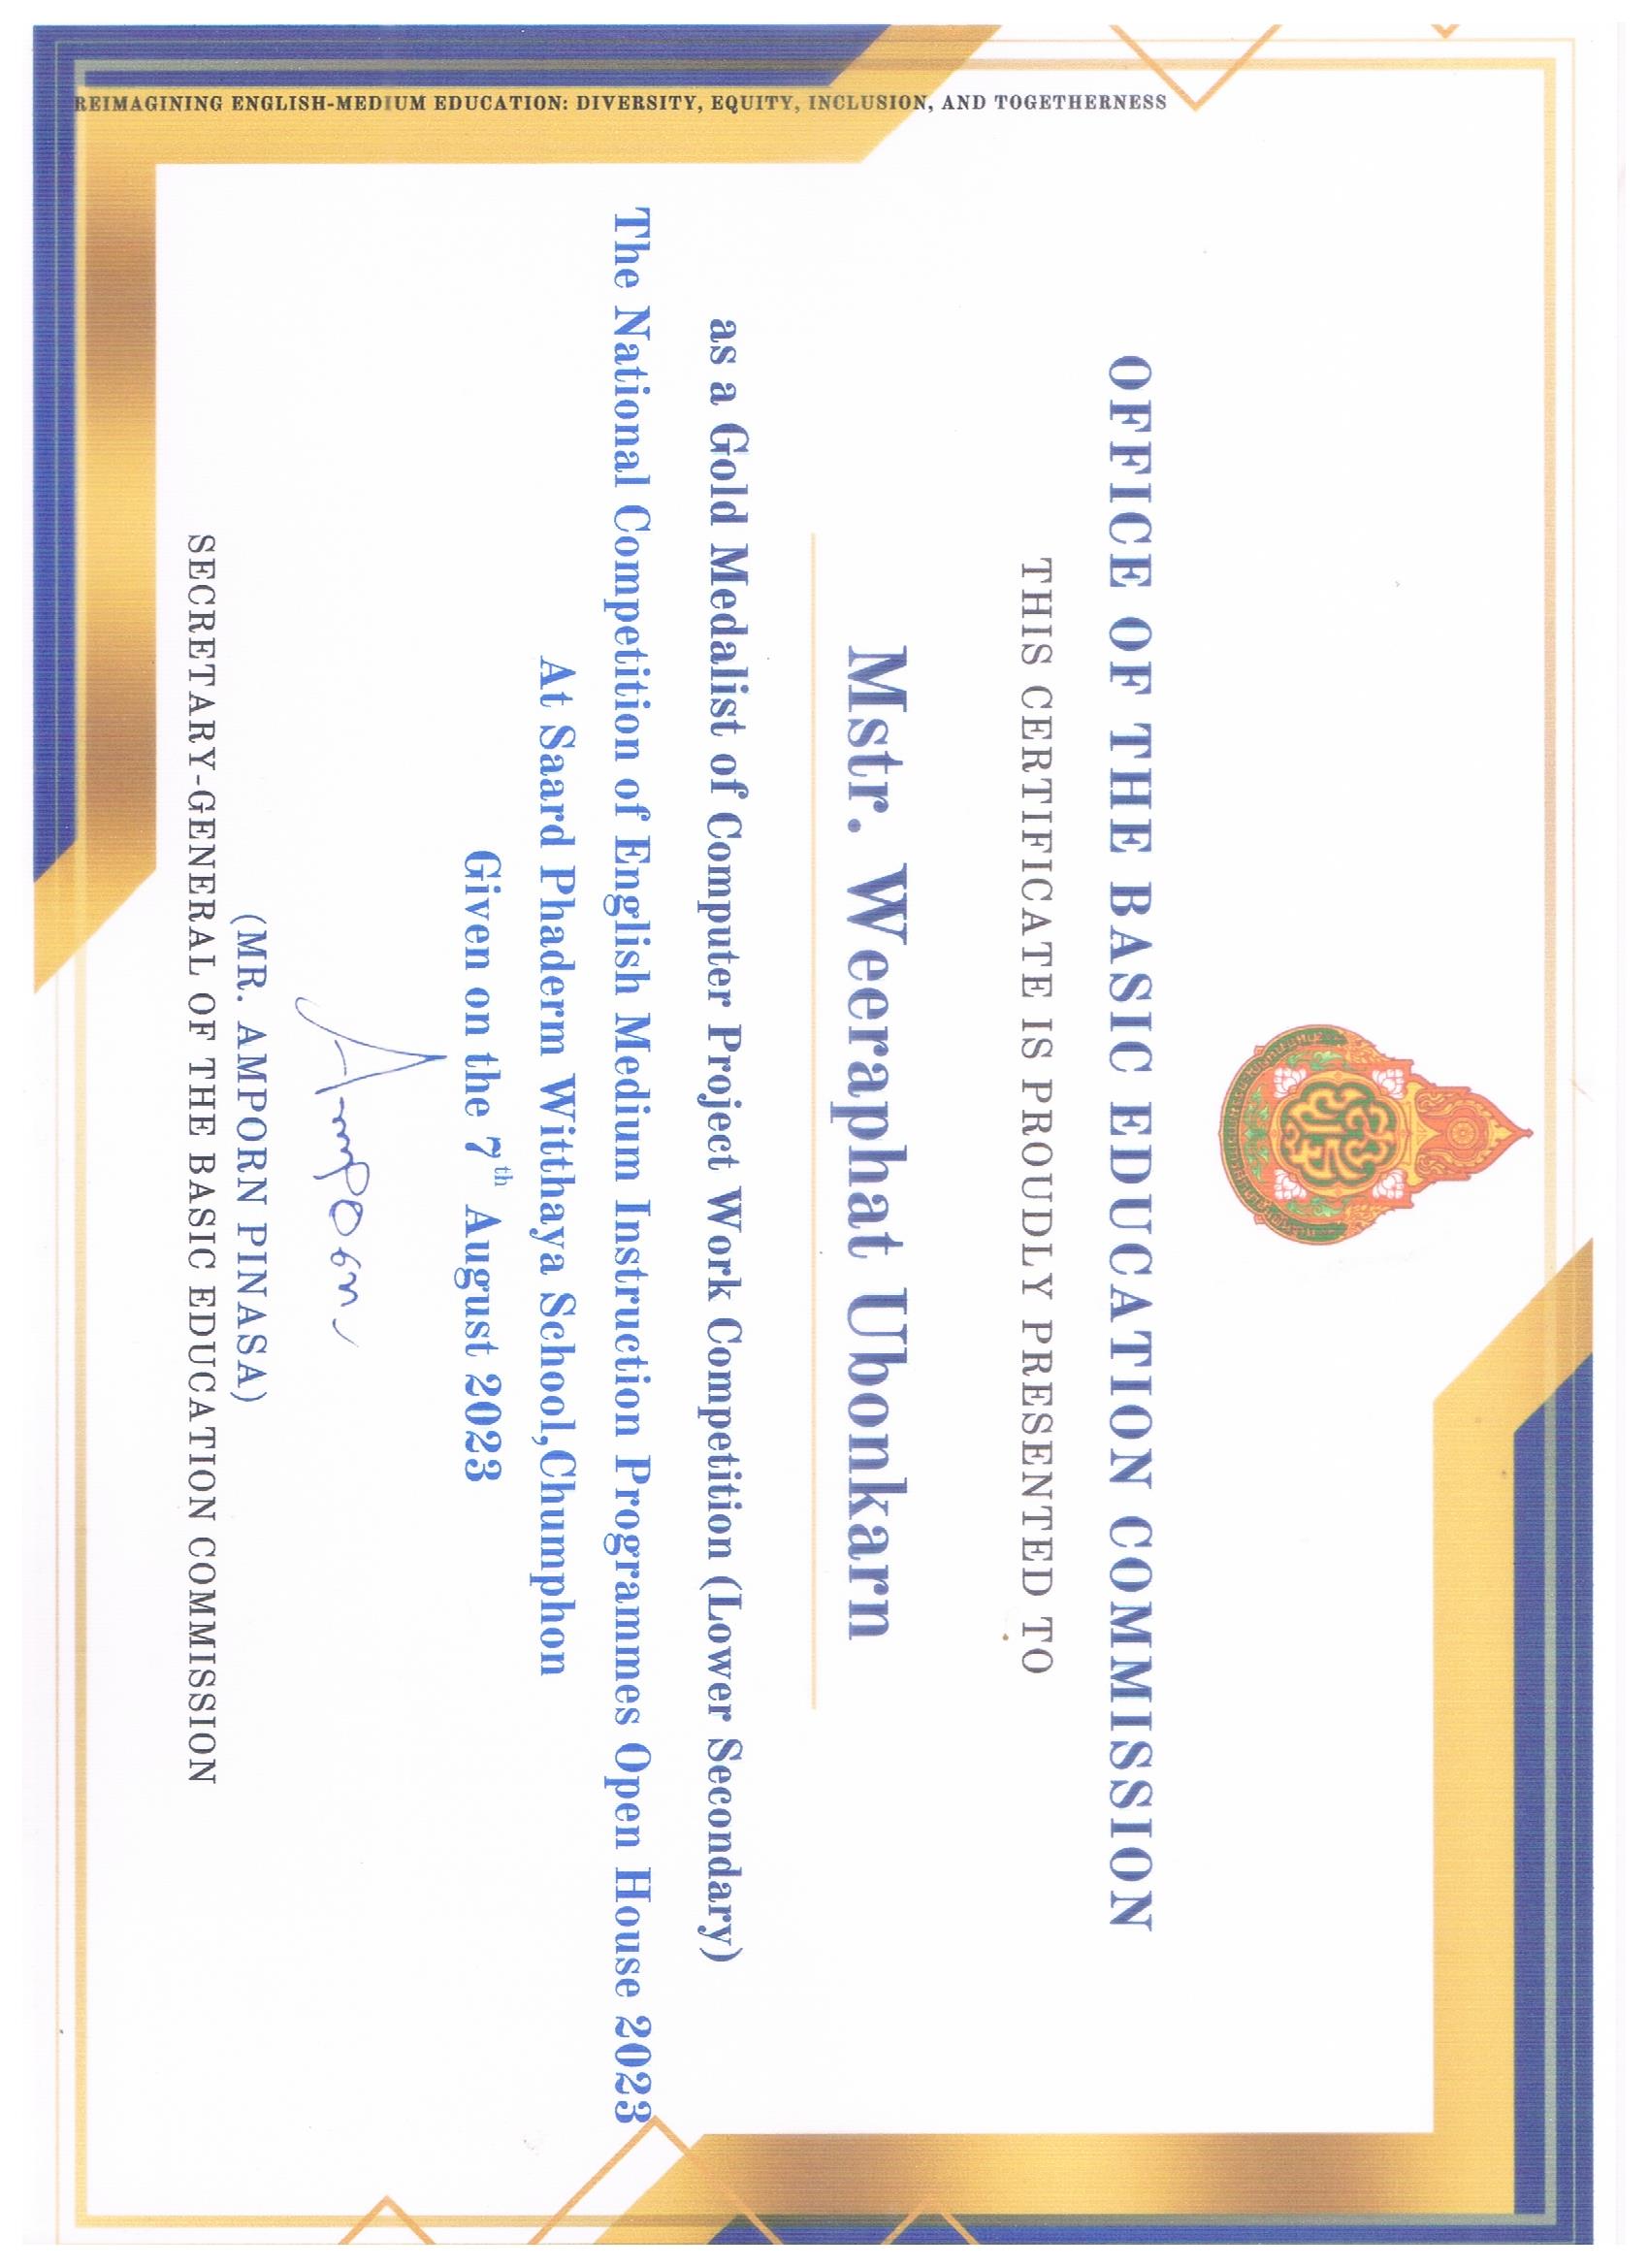 OFFICE OF THE BASIC EDUCATION COMMISSION
THIS CERTIFICATE IS PROUDLY PRESENTED TO
Mstr. Weeraphat Ubonkarn
as a Gold Medalist of Computer Project Work Competition (Lower Secondary)
The National Competition of English Medium Instruction Programmes Open House 2023
At Saard Phaderm Witthaya School,Chumphon
Given on the 7th August 2023
Amporn
(MR. AMPORN PINASA)
SECRETARY-GENERAL OF THE BASIC EDUCATION COMMISSION
REIMAGINING ENGLISH-MEDIUM EDUCATION: DIVERSITY, EQUITY, INCLUSION, AND TOGETHERNESS